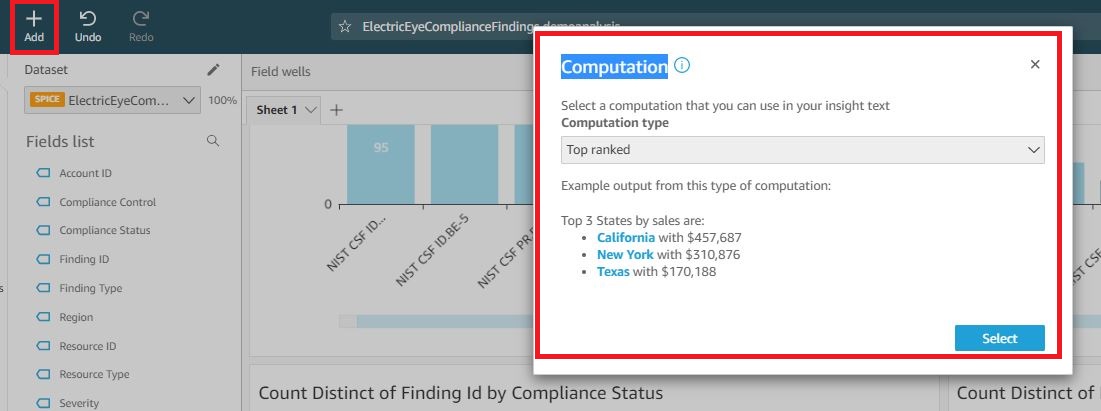 Add
Undo
Redo
ElectricEyeComplianceFindings demoanalysis
Dataset
SPICE ElectricEyeCom... 100%
Fields list
Account ID
Compliance Control
Compliance Status
Finding ID
Finding Type
Region
Resource ID
Resource Type
Severity
Field wells
Sheet 1
95
0
NIST CSF ID...
NIST CSF ID.BE-5
NIST CSF PR.
Computation
Select a computation that you can use in your insight text
Computation type
Top ranked
Example output from this type of computation:
Top 3 States by sales are:
• California with $457,687
• New York with $310,876
• Texas with $170,188
Select
Count Distinct of Finding Id by Compliance Status
Count Distinct of